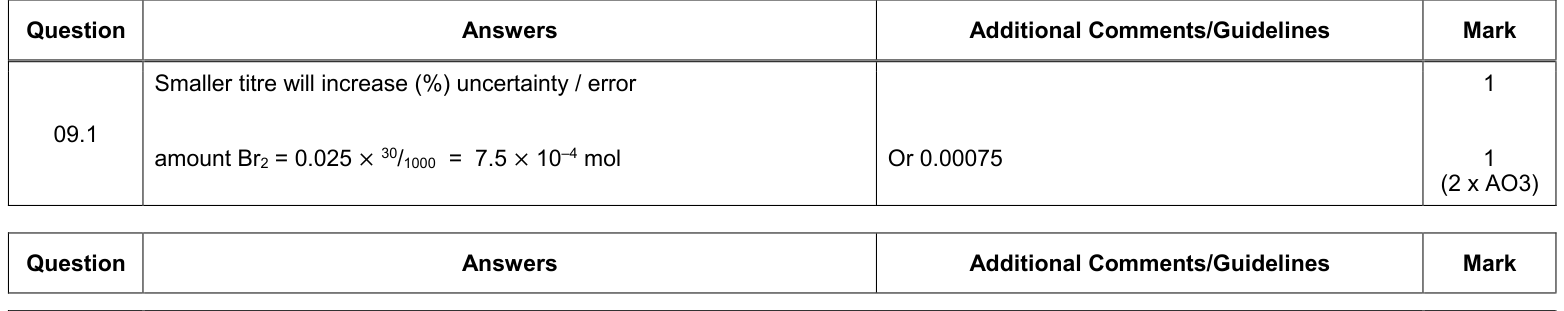 Question Answers Additional Comments/Guidelines Mark
Smaller titre will increase (%) uncertainty / error 1
09.1
amount Br₂ = 0.025 × ³⁰/₁₀₀₀ = 7.5 × 10⁻⁴ mol Or 0.00075 1
(2 x AO3)
Question Answers Additional Comments/Guidelines Mark